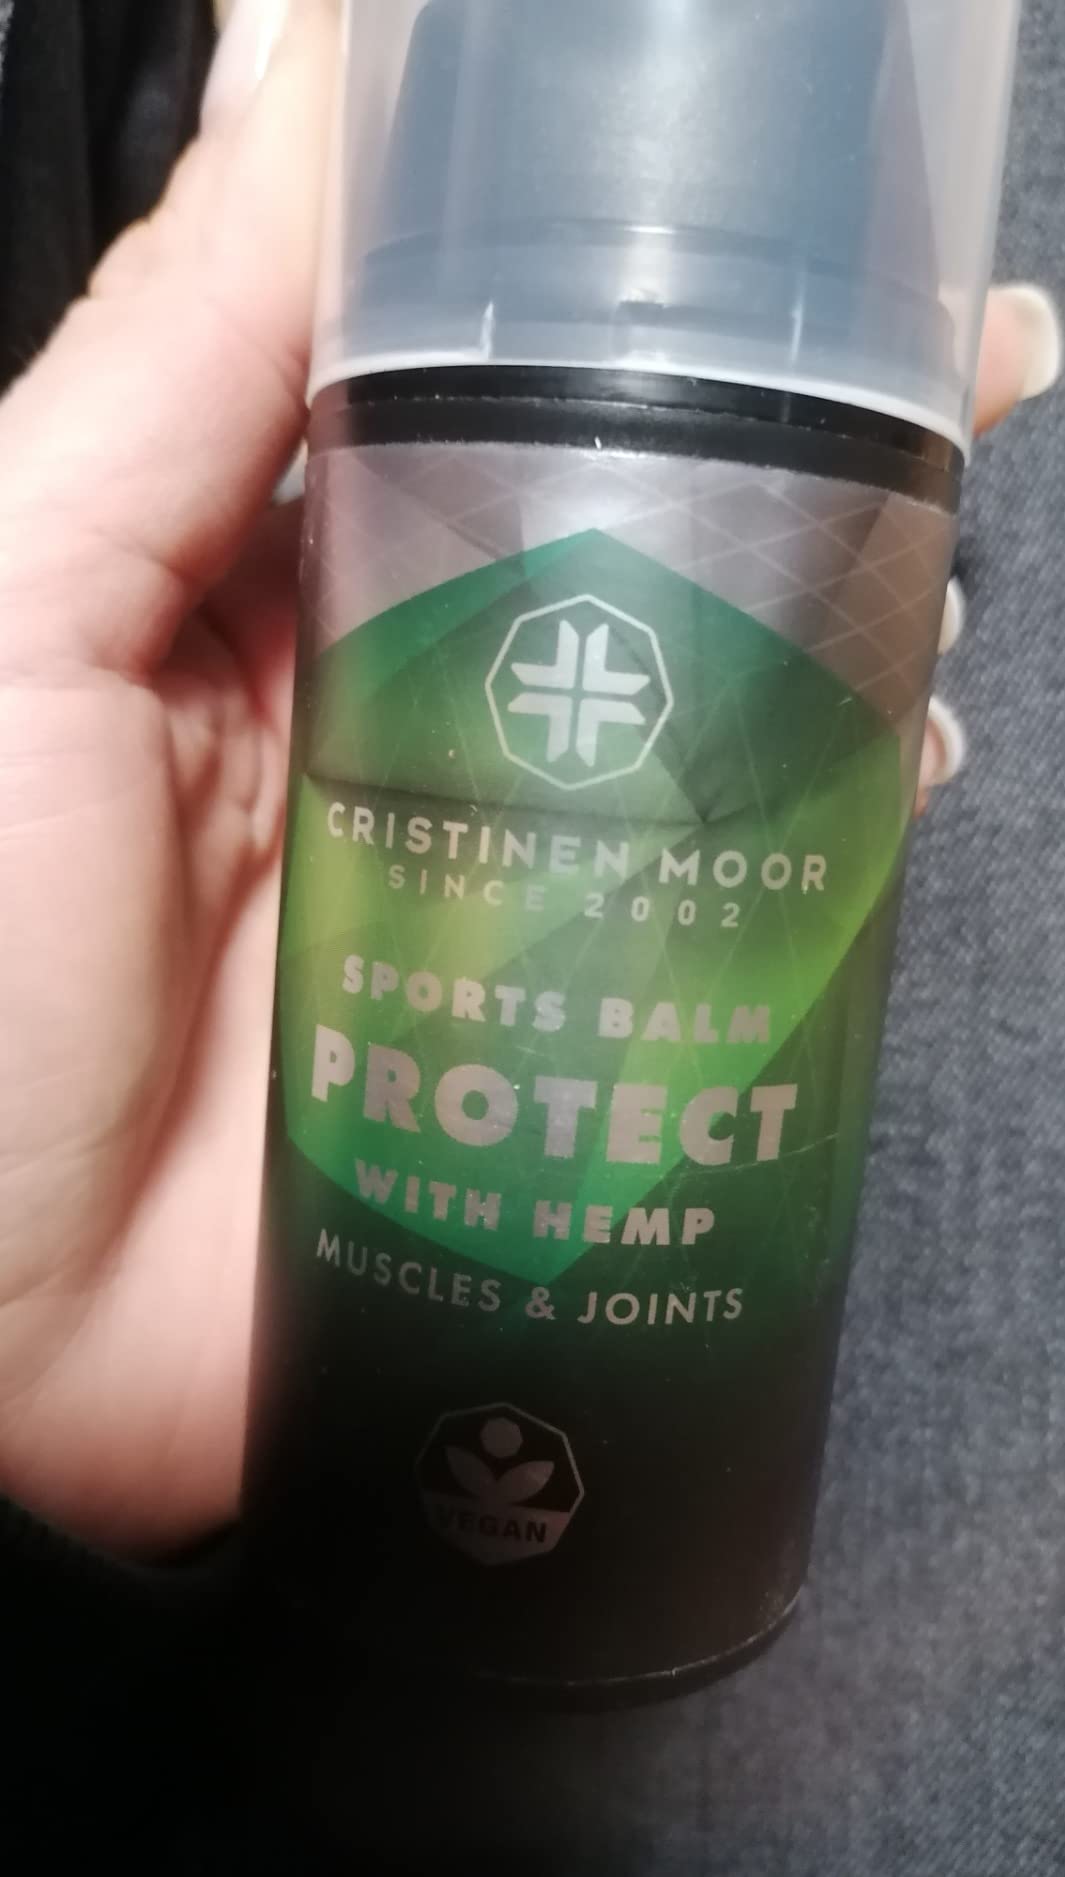 CRISTINEN MOOR
SINCE 2002
SPORTS BALM
PROTECT
WITH HEMP
MUSCLES & JOINTS
VEGAN